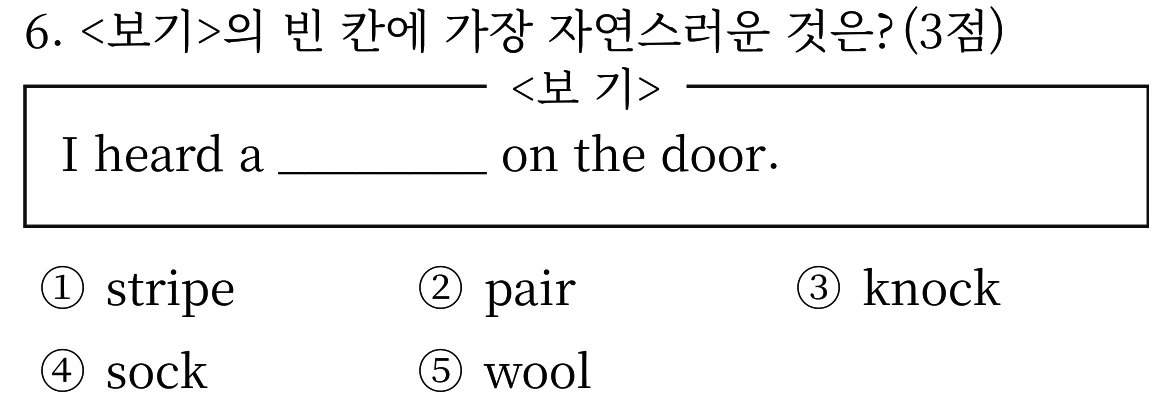 6. <보기>의 빈 칸에 가장 자연스러운 것은?(3점)
<보 기>
I heard a ________ on the door.
① stripe ② pair ③ knock
④ sock ⑤ wool